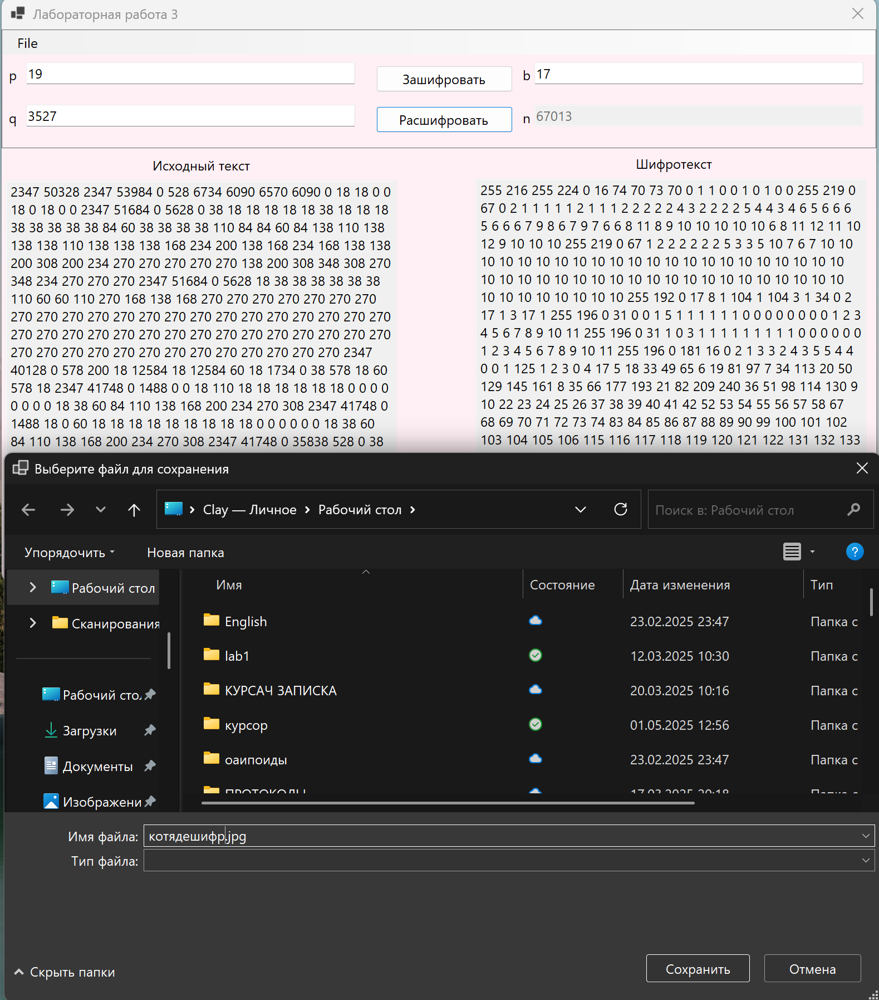 Лабораторная работа 3
File
p 19
Зашифровать
b 17
q 3527
Расшифровать
n 67013
Исходный текст
2347 50328 2347 53984 0 528 6734 6090 6570 6090 0 18 18 0 0
18 0 18 0 0 2347 51684 0 5628 0 38 18 18 18 18 18 38 18 18 18
38 38 38 38 38 84 60 38 38 38 38 110 84 84 60 84 138 110 138
138 138 110 138 138 138 168 234 200 138 168 234 168 138 138
200 308 200 234 270 270 270 270 270 138 200 308 348 308 270
348 234 270 270 270 2347 51684 0 5628 18 38 38 38 38 38 38
110 60 60 110 270 168 138 168 270 270 270 270 270 270 270
270 270 270 270 270 270 270 270 270 270 270 270 270 270 270
270 270 270 270 270 270 270 270 270 270 270 270 270 270 270
270 270 270 270 270 270 270 270 270 270 270 270 270 2347
40128 0 578 200 18 12584 18 12584 60 18 1734 0 38 578 18 60
578 18 2347 41748 0 1488 0 0 18 110 18 18 18 18 18 18 0 0 0 0
0 0 0 0 18 38 60 84 110 138 168 200 234 270 308 2347 41748 0
1488 18 0 60 18 18 18 18 18 18 18 18 18 0 0 0 0 0 0 18 38 60
84 110 138 168 200 234 270 308 2347 41748 0 35838 528 0 38
Шифротекст
255 216 255 224 0 16 74 70 73 70 0 1 1 0 0 1 0 1 0 0 255 219 0
67 0 2 1 1 1 1 1 2 1 1 1 2 2 2 2 2 4 3 2 2 2 2 5 4 4 3 4 6 5 6 6 6
5 6 6 6 7 9 8 6 7 9 7 6 6 8 11 8 9 10 10 10 10 10 6 8 11 12 11 10
12 9 10 10 10 255 219 0 67 1 2 2 2 2 2 2 5 3 3 5 10 7 6 7 10 10
10 10 10 10 10 10 10 10 10 10 10 10 10 10 10 10 10 10 10 10
10 10 10 10 10 10 10 10 10 10 10 10 10 10 10 10 10 10 10 10
10 10 10 10 10 10 10 10 255 192 0 17 8 1 104 1 104 3 1 34 0 2
17 1 3 17 1 255 196 0 31 0 0 1 5 1 1 1 1 1 1 0 0 0 0 0 0 0 0 1 2 3
4 5 6 7 8 9 10 11 255 196 0 31 1 0 3 1 1 1 1 1 1 1 1 1 0 0 0 0 0 0
1 2 3 4 5 6 7 8 9 10 11 255 196 0 181 16 0 2 1 3 3 2 4 3 5 5 4 4
0 0 1 125 1 2 3 0 4 17 5 18 33 49 65 6 19 81 97 7 34 113 20 50
129 145 161 8 35 66 177 193 21 82 209 240 36 51 98 114 130 9
10 22 23 24 25 26 37 38 39 40 41 42 52 53 54 55 56 57 58 67
68 69 70 71 72 73 74 83 84 85 86 87 88 89 90 99 100 101 102
103 104 105 106 115 116 117 118 119 120 121 122 131 132 133
Выберите файл для сохранения
Clay — Личное › Рабочий стол ›
Поиск в: Рабочий стол
Упорядочить
Новая папка
Рабочий стол
Сканирования
Рабочий стол
Загрузки
Документы
Изображени
Имя Состояние Дата изменения Тип
English 23.02.2025 23:47 Папка с
lab1 12.03.2025 10:30 Папка с
КУРСАЧ ЗАПИСКА 20.03.2025 10:16 Папка с
курсор 01.05.2025 12:56 Папка с
оаипоиды 23.02.2025 23:47 Папка с
ПРОТОКОЛЫ 17.03.2025 20:18 Папка с
Имя файла: котядешифр.jpg
Тип файла:
Скрыть папки
Сохранить
Отмена